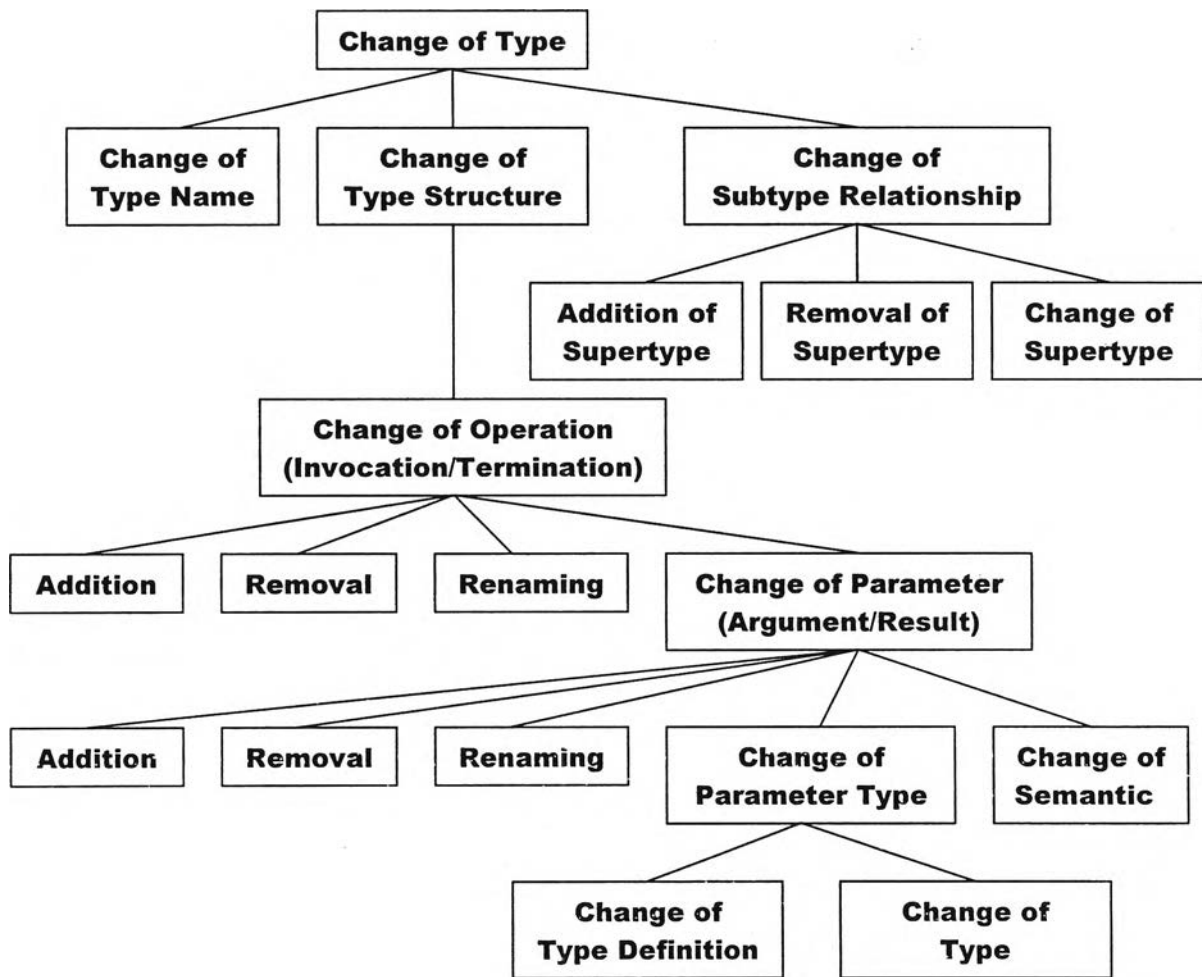 Change of Type
Change of
Type Name
Change of
Type Structure
Change of
Subtype Relationship
Addition of
Supertype
Removal of
Supertype
Change of
Supertype
Change of Operation
(Invocation/Termination)
Addition
Removal
Renaming
Change of Parameter
(Argument/Result)
Addition
Removal
Renaming
Change of
Parameter Type
Change of
Semantic
Change of
Type Definition
Change of
Type